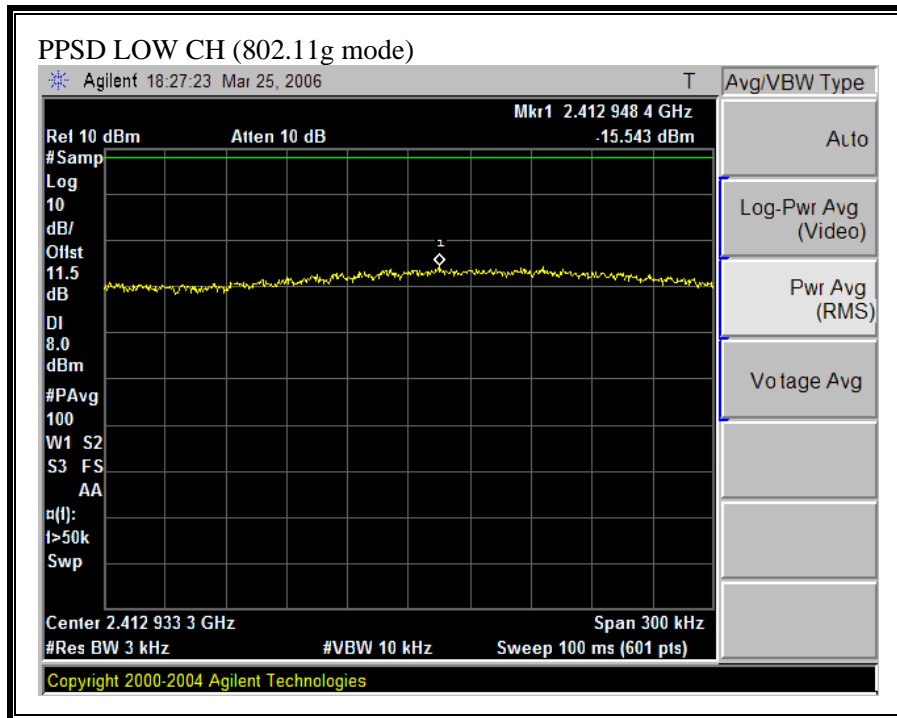 PPSD LOW CH (802.11g mode)
Agilent 18:27:23 Mar 25, 2006 T
Avg/VBW Type
Mkr1 2.412 948 4 GHz
Ref 10 dBm Atten 10 dB -15.543 dBm
#Samp
Log
10
dB/
Offst
11.5
dB
DI
8.0
dBm
#PAvg
100
W1 S2
S3 FS
AA
¤(f):
f>50k
Swp
1
Center 2.412 933 3 GHz Span 300 kHz
#Res BW 3 kHz #VBW 10 kHz Sweep 100 ms (601 pts)
Copyright 2000-2004 Agilent Technologies
Auto
Log-Pwr Avg
(Video)
Pwr Avg
(RMS)
Vo tage Avg